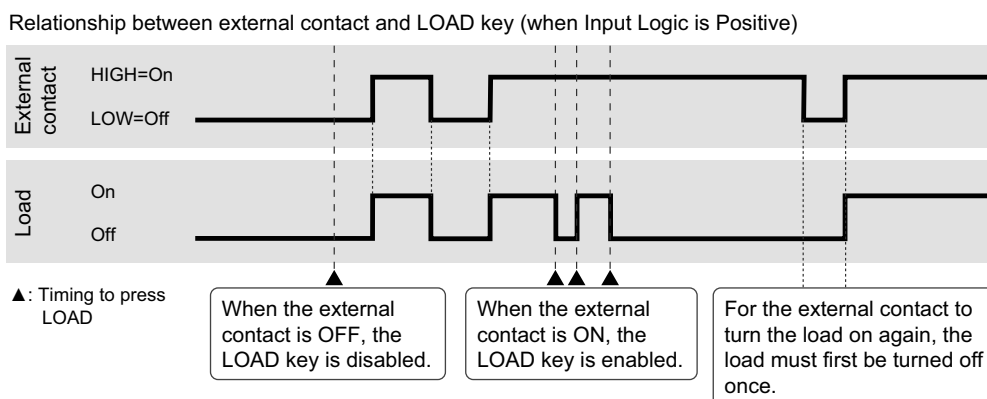 Relationship between external contact and LOAD key (when Input Logic is Positive)
External
contact
HIGH=On
LOW=Off
Load
On
Off
▲: Timing to press
LOAD
When the external
contact is OFF, the
LOAD key is disabled.
When the external
contact is ON, the
LOAD key is enabled.
For the external contact to
turn the load on again, the
load must first be turned off
once.